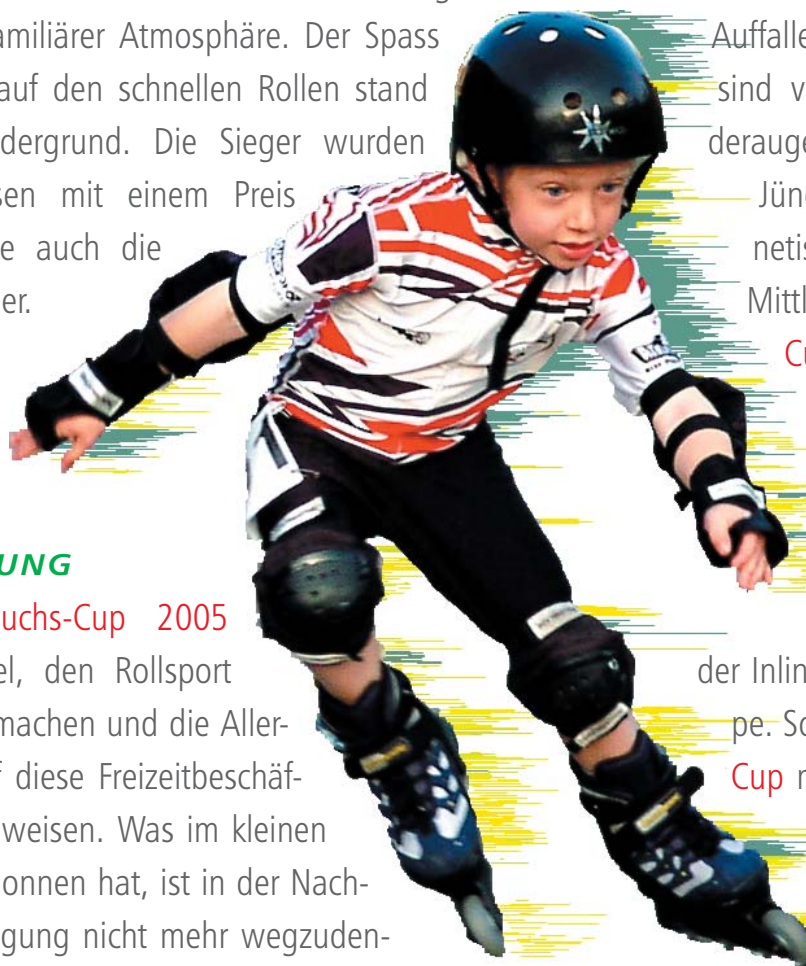 amiliärer Atmosphäre. Der Spass
auf den schnellen Rollen stand
dergrund. Die Sieger wurden
sen mit einem Preis
e auch die
er.
UNG
uchs-Cup 2005
el, den Rollsport
machen und die Aller-
f diese Freizeitbeschäf-
weisen. Was im kleinen
onnen hat, ist in der Nach-
gung nicht mehr wegzuden-
Auffalle
sind v
derauge
Jün
netis
Mittl
Cu
der Inlin
pe. So
Cup